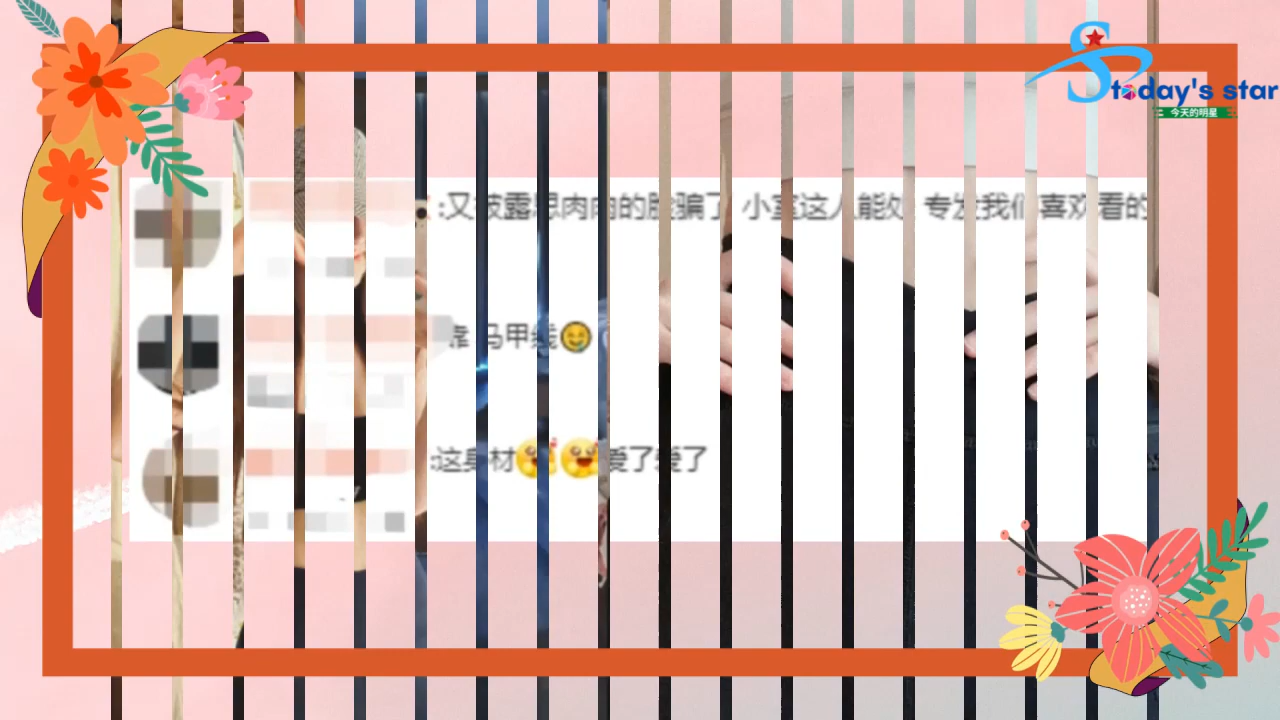 today's star
今天的明星
:又被露思肉肉的脸骗了 小室这人能处 专发我们喜欢看的
靠 马甲线
:这身材 爱了爱了